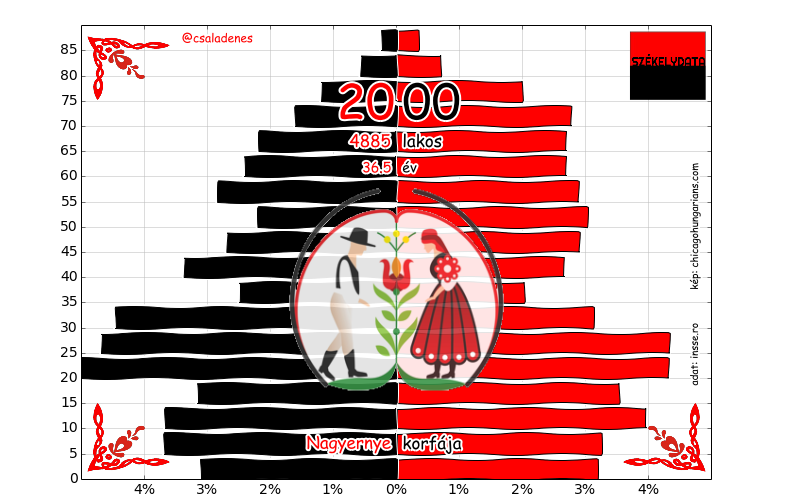 @csaladenes
SZÉKELYDATA
2000
4885 lakos
36.5 év
85
80
75
70
65
60
55
50
45
40
35
30
25
20
15
10
5
0
kép: chicagohungarians.com
adat: insse.ro
Nagyernye korfája
4% 3% 2% 1% 0% 1% 2% 3% 4%